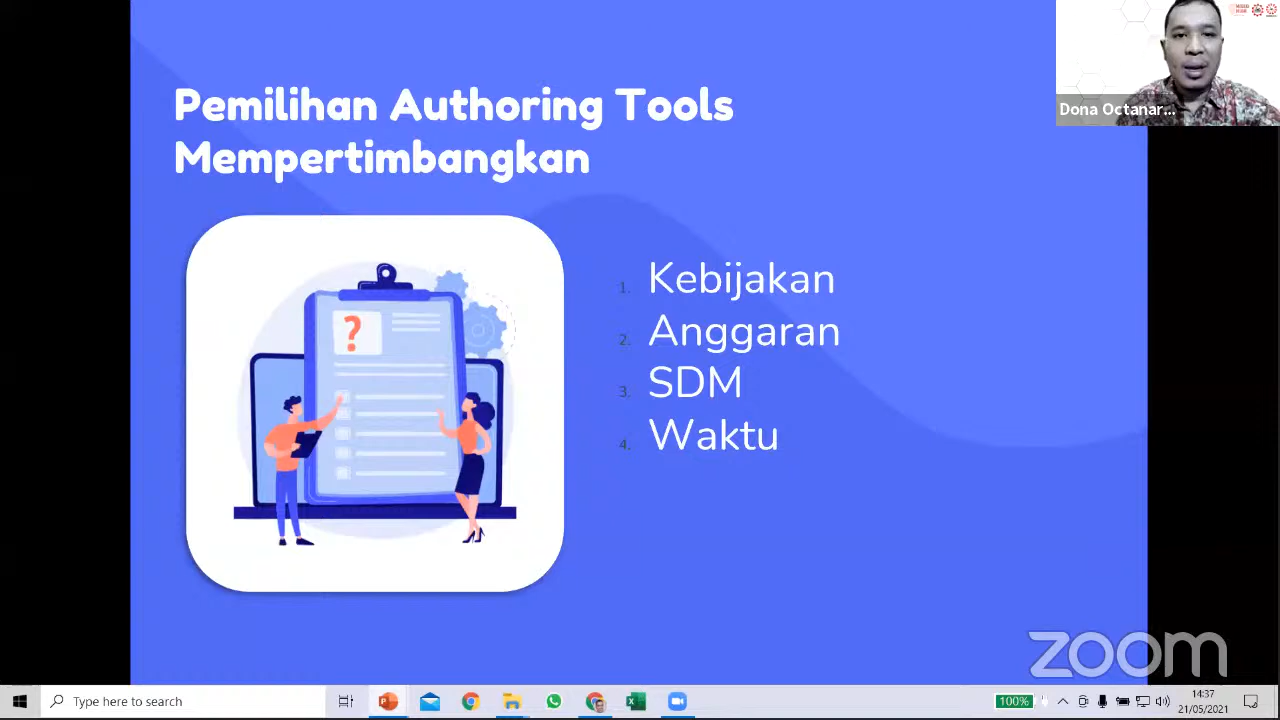 Pemilihan Authoring Tools
Mempertimbangkan
Dona Octanar...
?
1. Kebijakan
2. Anggaran
3. SDM
4. Waktu
zoom
Type here to search
100%
14:37
21/05/2021